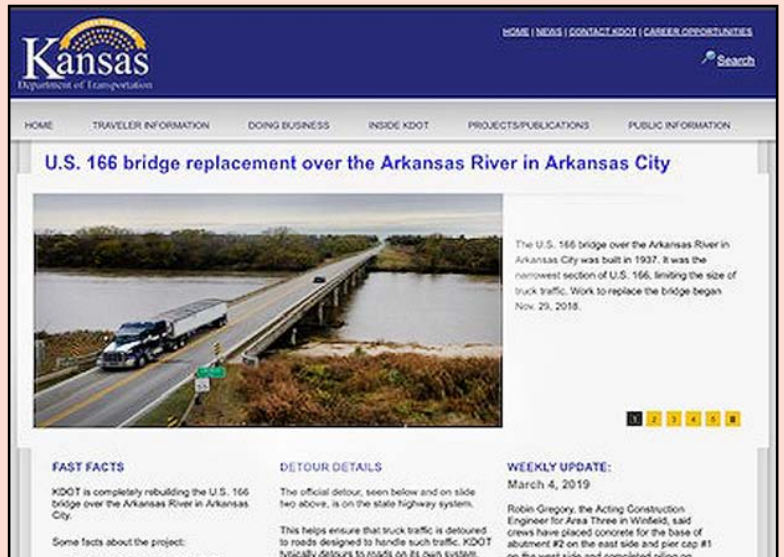 HOME | NEWS | CONTACT KDOT | CAREER OPPORTUNITIES
Kansas
Department of Transportation
Search
HOME TRAVELER INFORMATION DOING BUSINESS INSIDE KDOT PROJECTS/PUBLICATIONS PUBLIC INFORMATION
U.S. 166 bridge replacement over the Arkansas River in Arkansas City
The U.S. 166 bridge over the Arkansas River in
Arkansas City was built in 1937. It was the
narrowest section of U.S. 166, limiting the size of
truck traffic. Work to replace the bridge began
Nov. 29, 2018.
1 2 3 4 5
FAST FACTS
KDOT is completely rebuilding the U.S. 166
bridge over the Arkansas River in Arkansas
City.
Some facts about the project:
DETOUR DETAILS
The official detour, seen below and on slide
two above, is on the state highway system.
This helps ensure that truck traffic is detoured
to roads designed to handle such traffic. KDOT
typically detours to roads on its own system.
WEEKLY UPDATE:
March 4, 2019
Robin Gregory, the Acting Construction
Engineer for Area Three in Winfield, said
crews have placed concrete for the base of
abutment #2 on the east side and pier cap #1
on the west side and completed piling on